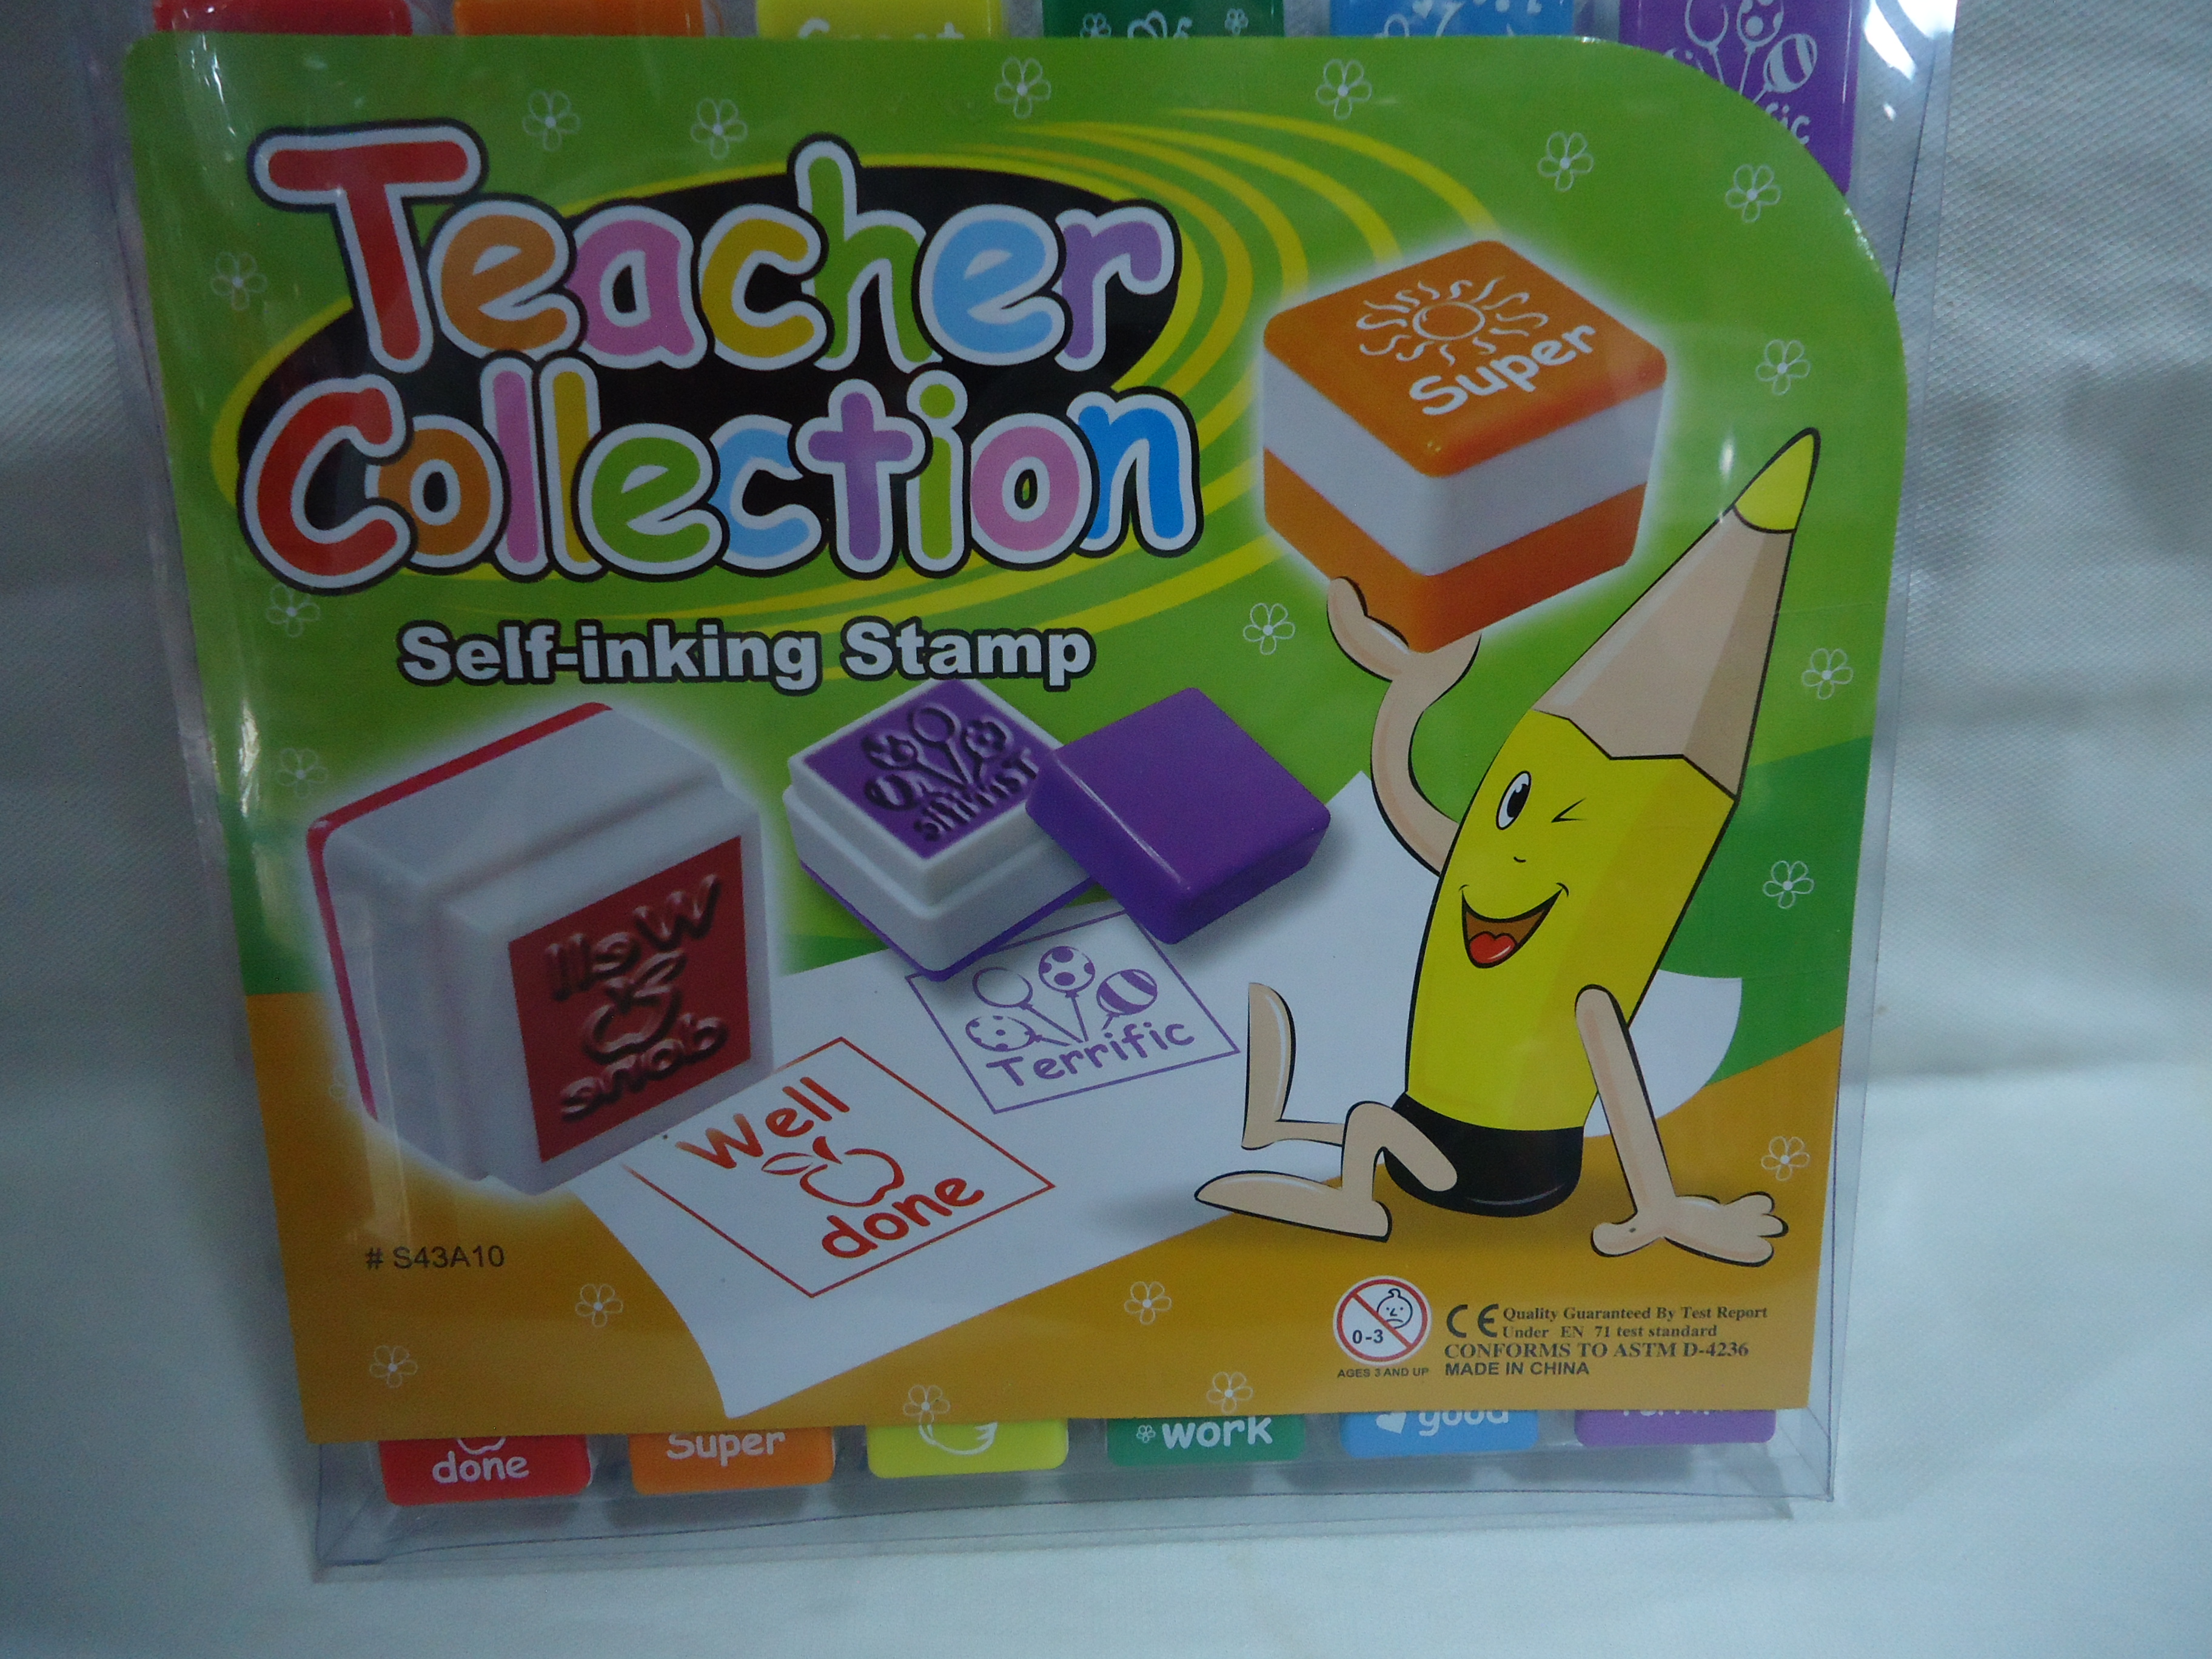 Teacher
Collection
Self-inking Stamp
Super
Well
done
Terrific
Well
done
# S43A10
0-3
AGES 3 AND UP
CE Quality Guaranteed By Test Report
Under EN 71 test standard
CONFORMS TO ASTM D-4236
MADE IN CHINA
done
Super
work
good